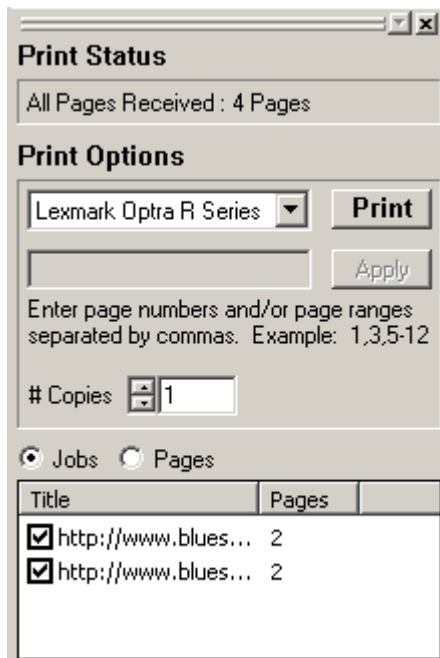 Print Status
All Pages Received : 4 Pages
Print Options
Lexmark Optra R Series Print
Apply
Enter page numbers and/or page ranges
separated by commas. Example: 1,3,5-12
# Copies 1
Jobs Pages
Title Pages
http://www.blues... 2
http://www.blues... 2